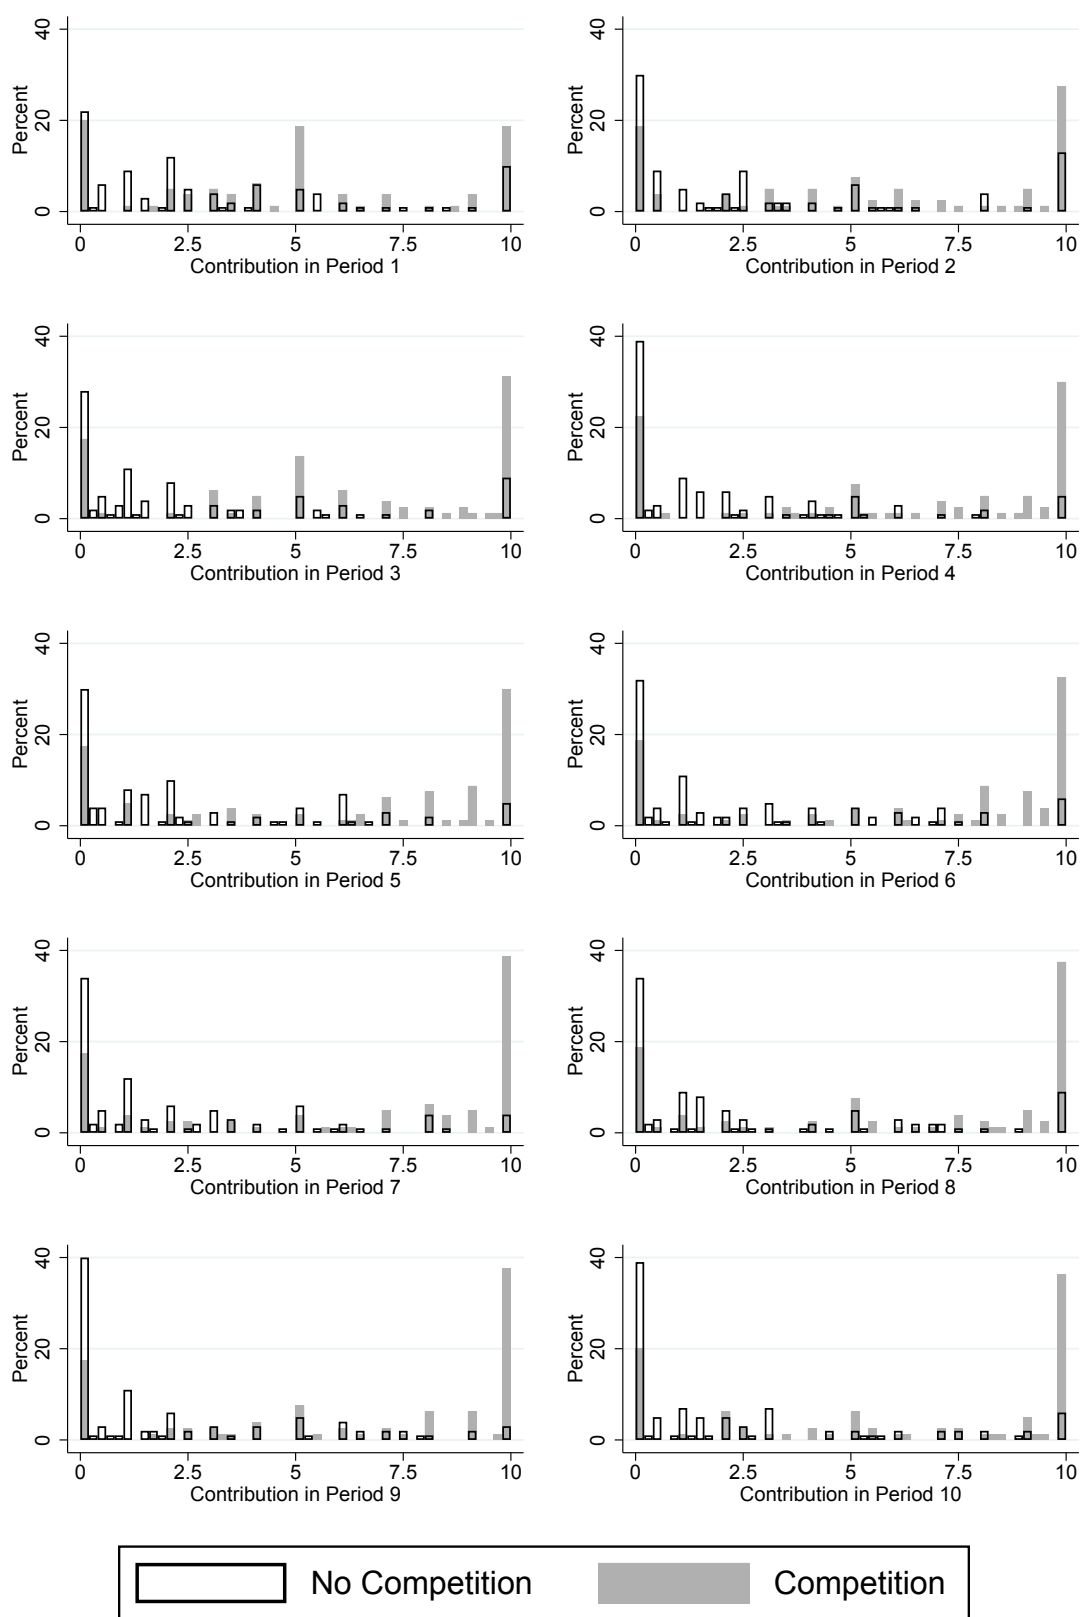 40
20
0
Percent
0 2.5 5 7.5 10
Contribution in Period 1
40
20
0
Percent
0 2.5 5 7.5 10
Contribution in Period 2
40
20
0
Percent
0 2.5 5 7.5 10
Contribution in Period 3
40
20
0
Percent
0 2.5 5 7.5 10
Contribution in Period 4
40
20
0
Percent
0 2.5 5 7.5 10
Contribution in Period 5
40
20
0
Percent
0 2.5 5 7.5 10
Contribution in Period 6
40
20
0
Percent
0 2.5 5 7.5 10
Contribution in Period 7
40
20
0
Percent
0 2.5 5 7.5 10
Contribution in Period 8
40
20
0
Percent
0 2.5 5 7.5 10
Contribution in Period 9
40
20
0
Percent
0 2.5 5 7.5 10
Contribution in Period 10
No Competition Competition